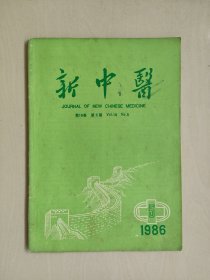 新中醫
JOURNAL OF NEW CHINESE MEDICINE
1986